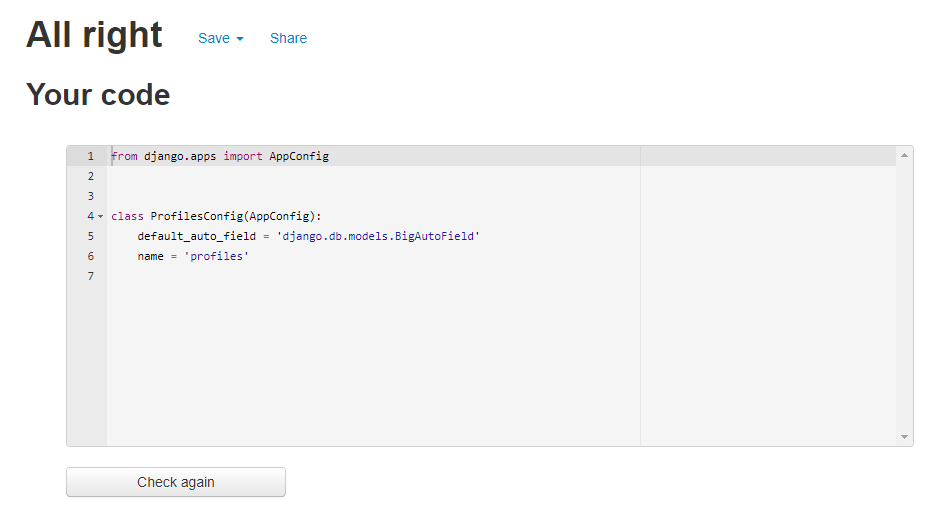 All right Save Share
Your code
1 from django.apps import AppConfig
2
3
4 class ProfilesConfig(AppConfig):
5     default_auto_field = 'django.db.models.BigAutoField'
6     name = 'profiles'
7
Check again